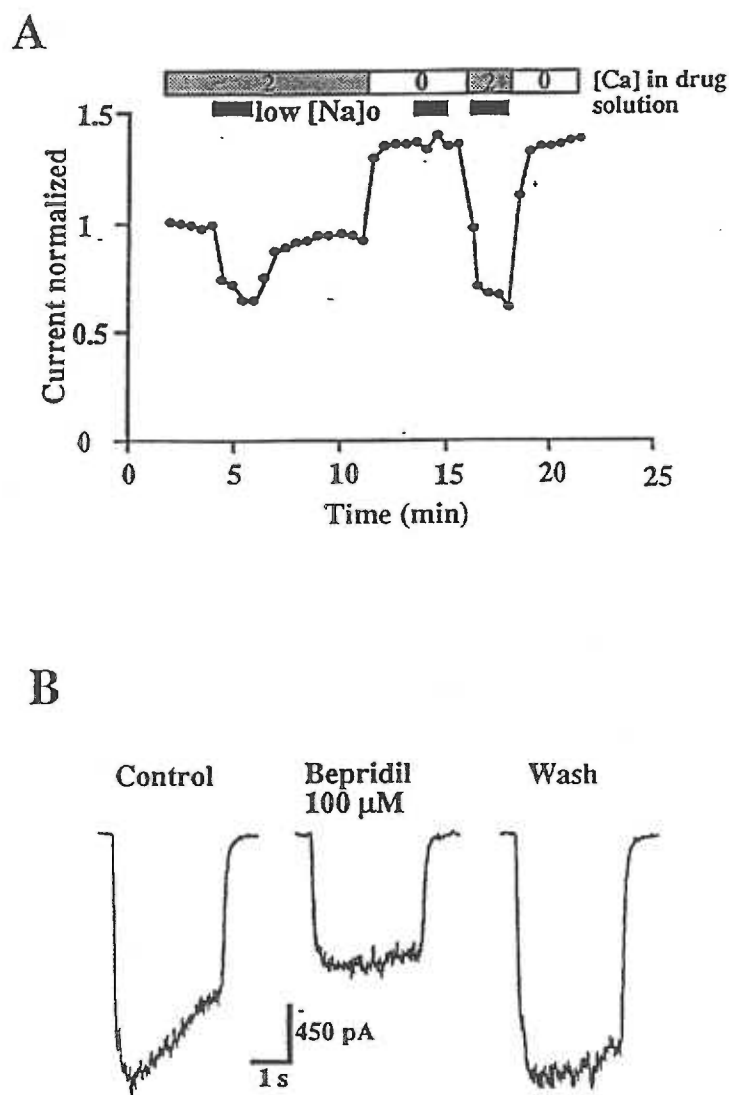 A
2 0 2 0 [Ca] in drug
solution
low [Na]o
1.5
1
0.5
0
Current normalized
0 5 10 15 20 25
Time (min)
B
Control Bepridil Wash
100 µM
450 pA
1 s